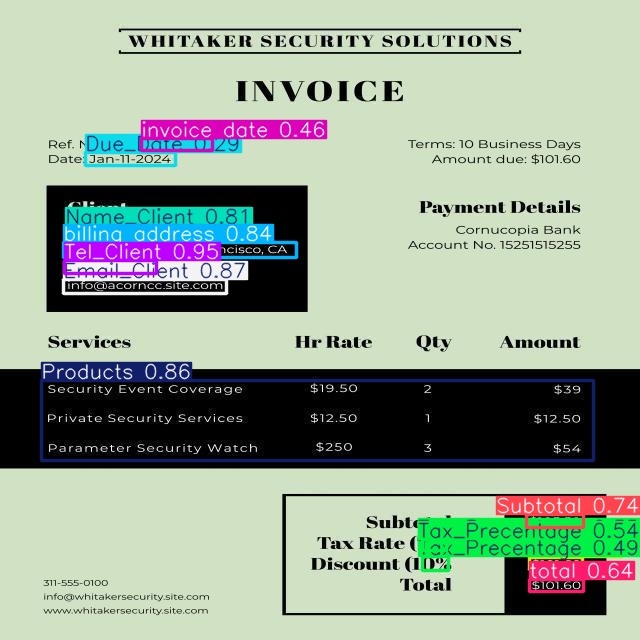 WHITAKER SECURITY SOLUTIONS
INVOICE
invoice date 0.46
Ref. Due_Date 0.29
Date: Jan-11-2024
Terms: 10 Business Days
Amount due: $101.60
Client
Name_Client 0.81
billing address 0.84
Tel_Client 0.95 ncisco, CA
Email_Client 0.87
info@acorncc.site.com
Payment Details
Cornucopia Bank
Account No. 15251515255
Services Hr Rate Qty Amount
Products 0.86
Security Event Coverage $19.50 2 $39
Private Security Services $12.50 1 $12.50
Parameter Security Watch $250 3 $54
Subtotal 0.74
Tax_Precentage 0.54
Tax Rate Tax_Precentage 0.49
Discount (10%
total 0.64
Total $101.60
311-555-0100
info@whitakersecurity.site.com
www.whitakersecurity.site.com